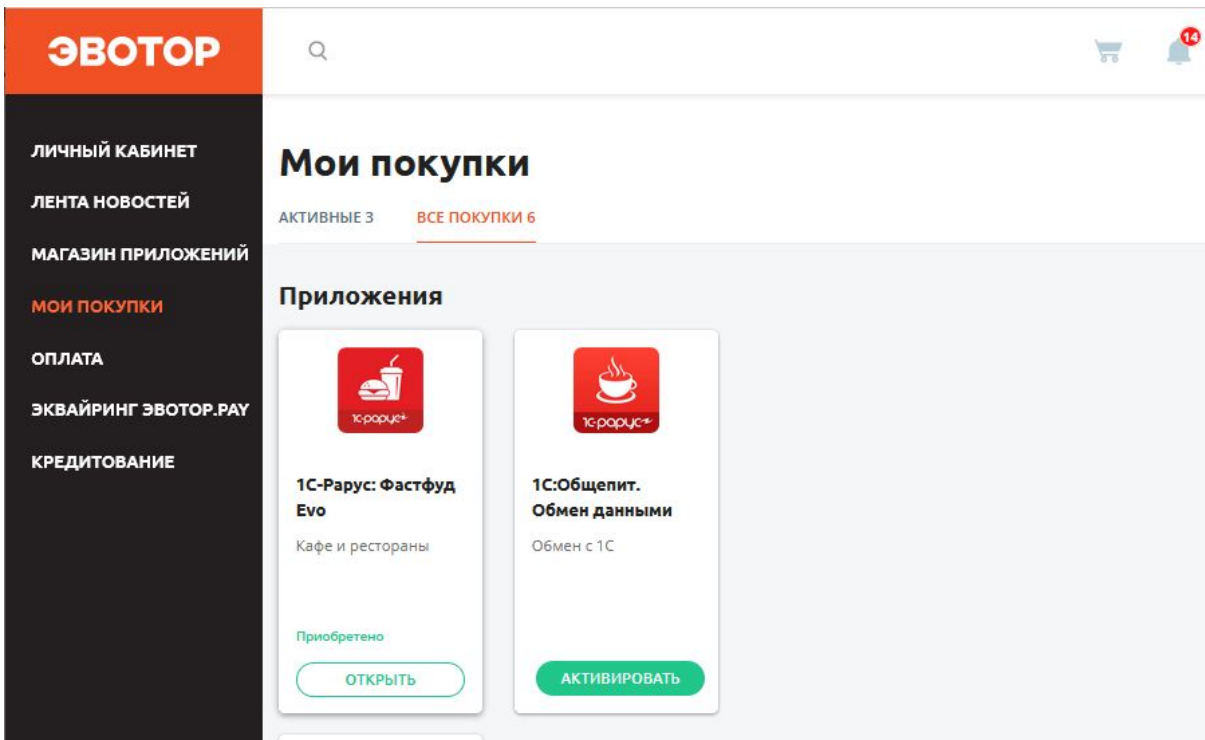 ЭВОТОР
14
ЛИЧНЫЙ КАБИНЕТ
ЛЕНТА НОВОСТЕЙ
МАГАЗИН ПРИЛОЖЕНИЙ
МОИ ПОКУПКИ
ОПЛАТА
ЭКВАЙРИНГ ЭВОТОР.PAY
КРЕДИТОВАНИЕ
Мои покупки
АКТИВНЫЕ 3 ВСЕ ПОКУПКИ 6
Приложения
1С-рарус
1С-Рарус: Фастфуд
Evo
Кафе и рестораны
Приобретено
ОТКРЫТЬ
1С-рарус
1С:Общепит.
Обмен данными
Обмен с 1С
АКТИВИРОВАТЬ